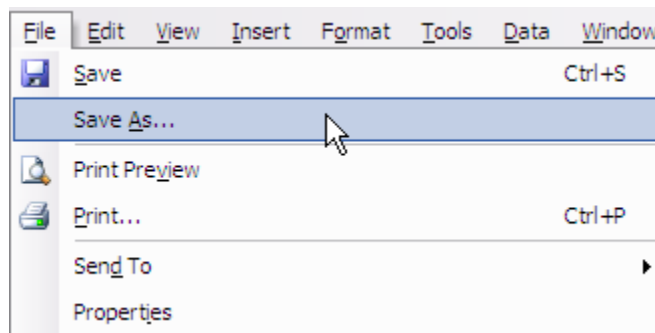 File Edit View Insert Format Tools Data Window
Save Ctrl+S
Save As...
Print Preview
Print... Ctrl+P
Send To
Properties